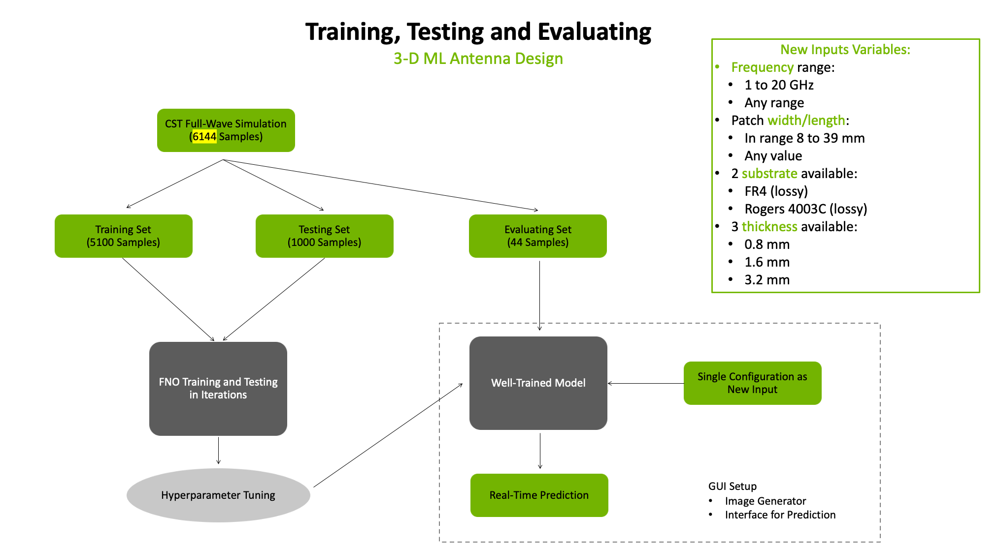 Training, Testing and Evaluating
3-D ML Antenna Design
New Inputs Variables:
• Frequency range:
• 1 to 20 GHz
• Any range
• Patch width/length:
• In range 8 to 39 mm
• Any value
• 2 substrate available:
• FR4 (lossy)
• Rogers 4003C (lossy)
• 3 thickness available:
• 0.8 mm
• 1.6 mm
• 3.2 mm
CST Full-Wave Simulation
(6144 Samples)
Training Set
(5100 Samples)
Testing Set
(1000 Samples)
Evaluating Set
(44 Samples)
FNO Training and Testing
in Iterations
Well-Trained Model
Single Configuration as
New Input
Hyperparameter Tuning
Real-Time Prediction
GUI Setup
• Image Generator
• Interface for Prediction